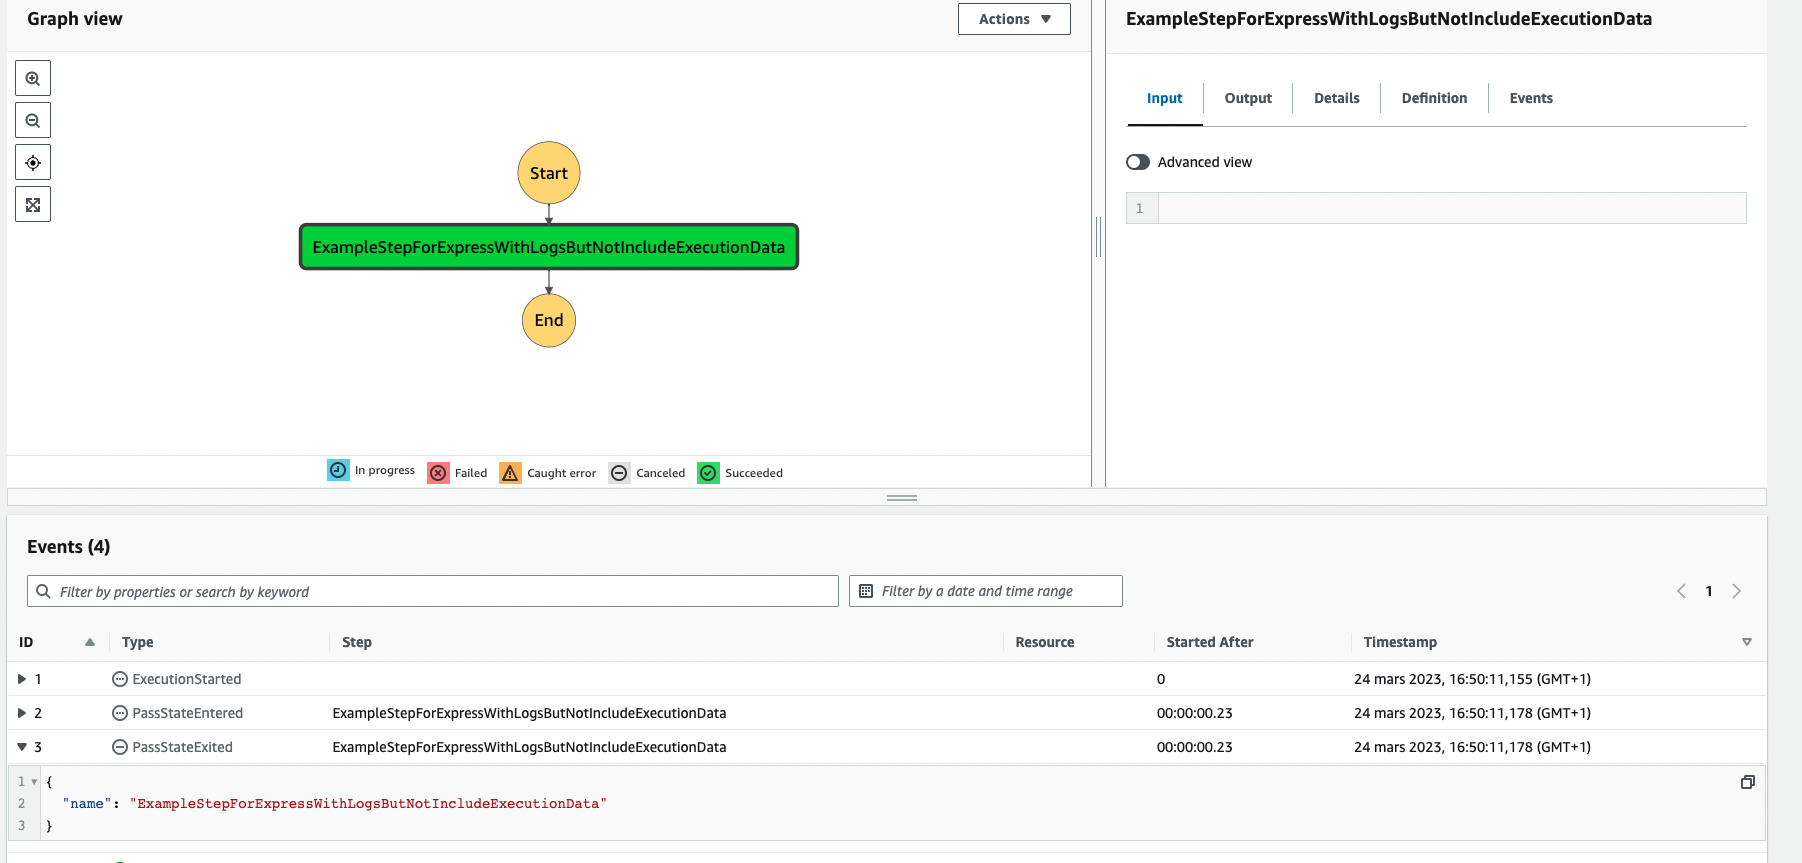 Graph view
Actions
Start
ExampleStepForExpressWithLogsButNotIncludeExecutionData
End
In progress
Failed
Caught error
Canceled
Succeeded
ExampleStepForExpressWithLogsButNotIncludeExecutionData
Input Output Details Definition Events
Advanced view
1
Events (4)
Filter by properties or search by keyword
Filter by a date and time range
1
ID Type Step Resource Started After Timestamp
1 ExecutionStarted 0 24 mars 2023, 16:50:11,155 (GMT+1)
2 PassStateEntered ExampleStepForExpressWithLogsButNotIncludeExecutionData 00:00:00.23 24 mars 2023, 16:50:11,178 (GMT+1)
3 PassStateExited ExampleStepForExpressWithLogsButNotIncludeExecutionData 00:00:00.23 24 mars 2023, 16:50:11,178 (GMT+1)
1 {
2 "name": "ExampleStepForExpressWithLogsButNotIncludeExecutionData"
3 }